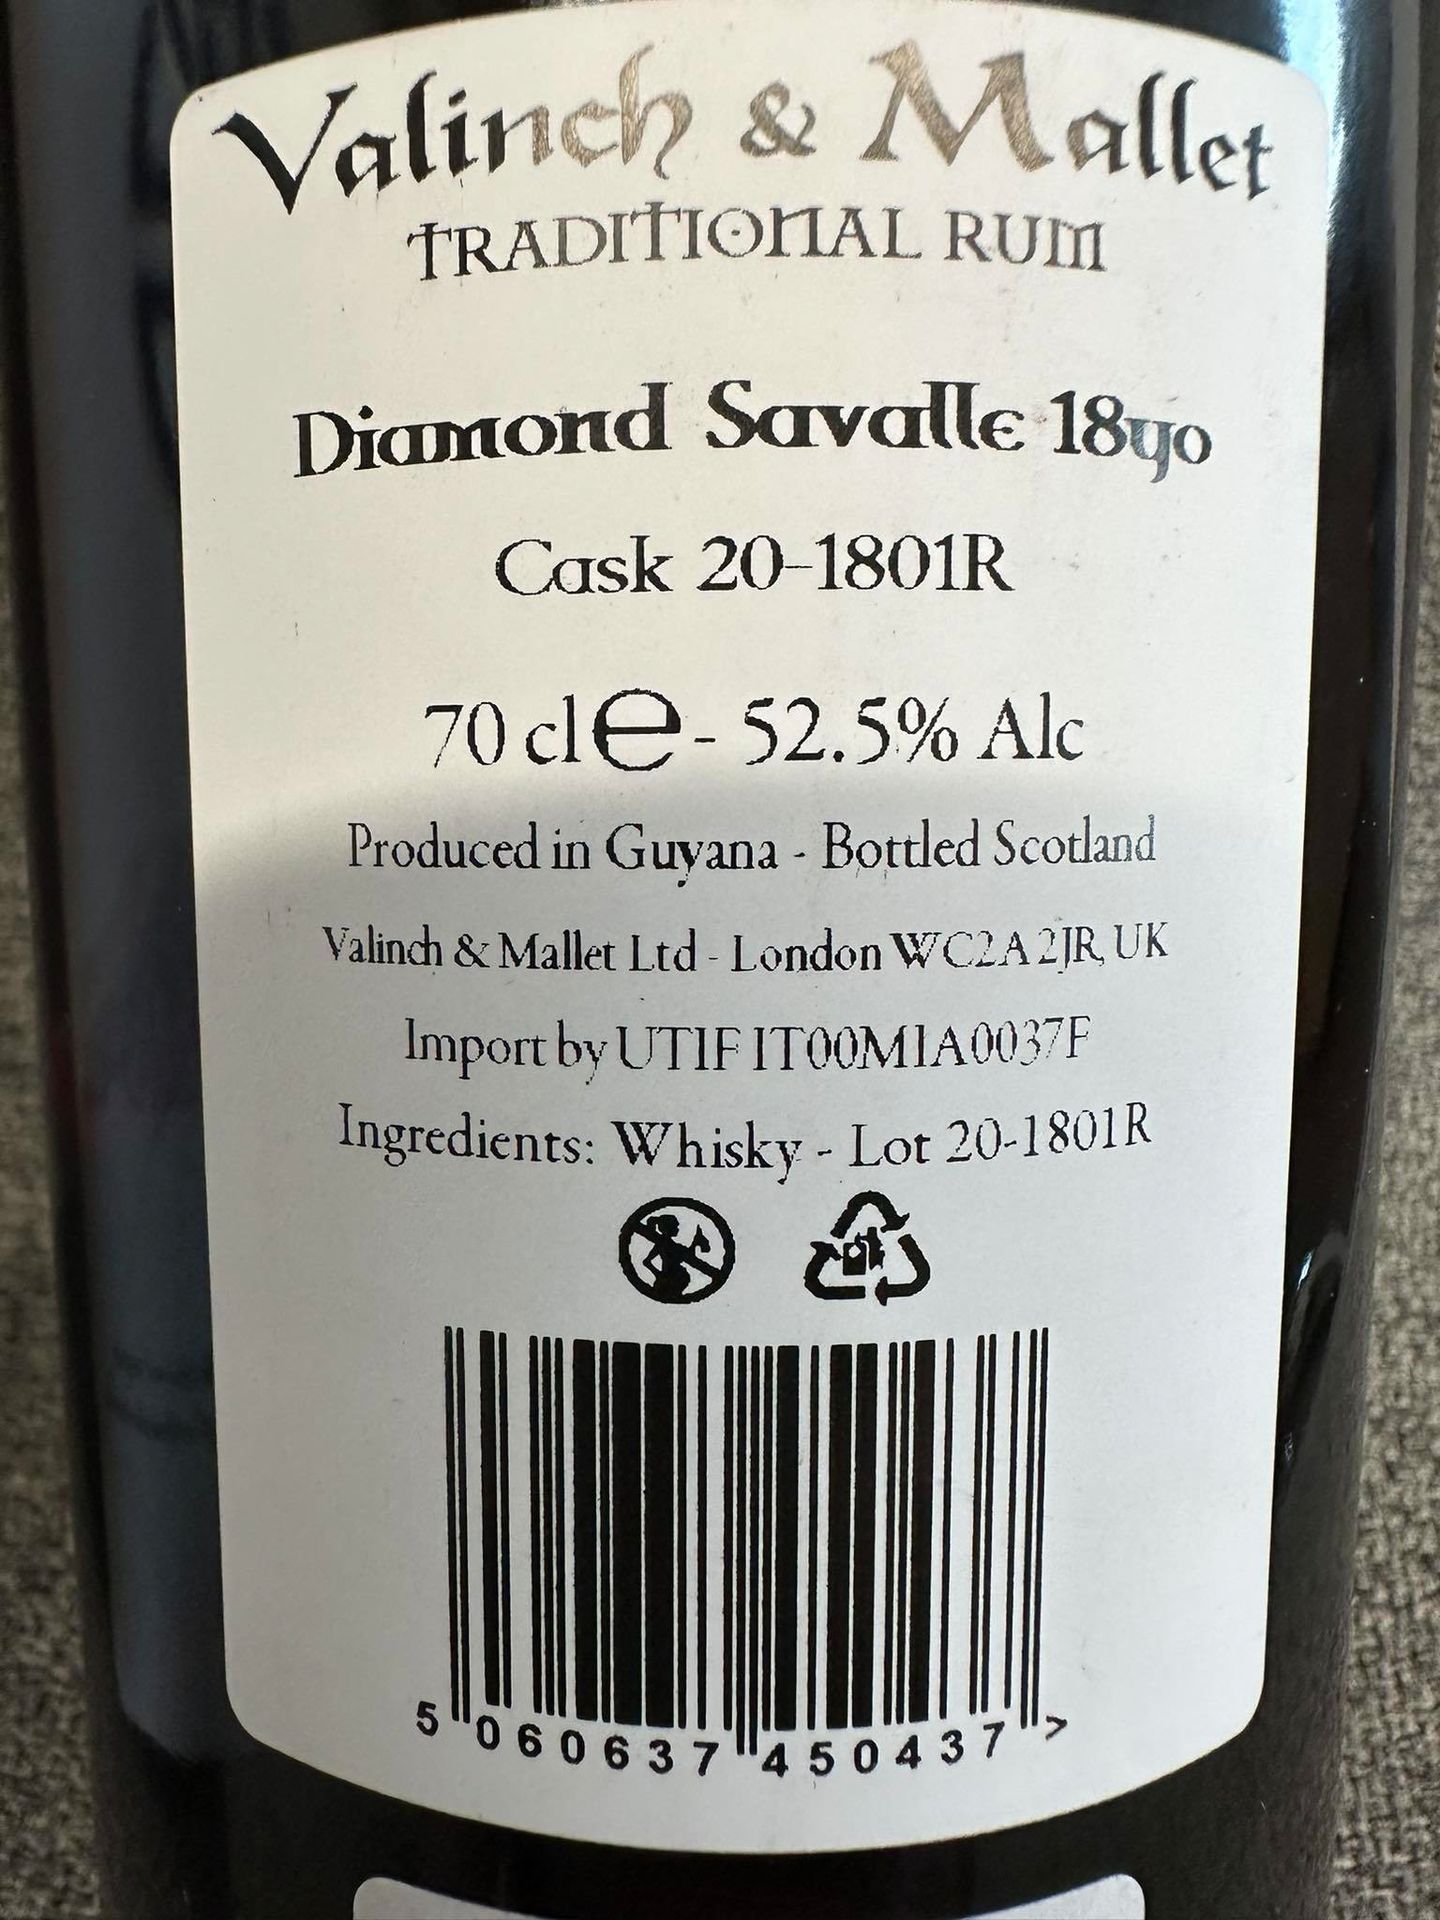 Valinch & Mallet
TRADITIONAL RUM
Diamond Savalle 18yo
Cask 20-1801R
70 cl e - 52.5% Alc
Produced in Guyana - Bottled Scotland
Valinch & Mallet Ltd - London WC2A 2JR, UK
Import by UTIF IT00MIA0037F
Ingredients: Whisky - Lot 20-1801R
5 060637 450437 >